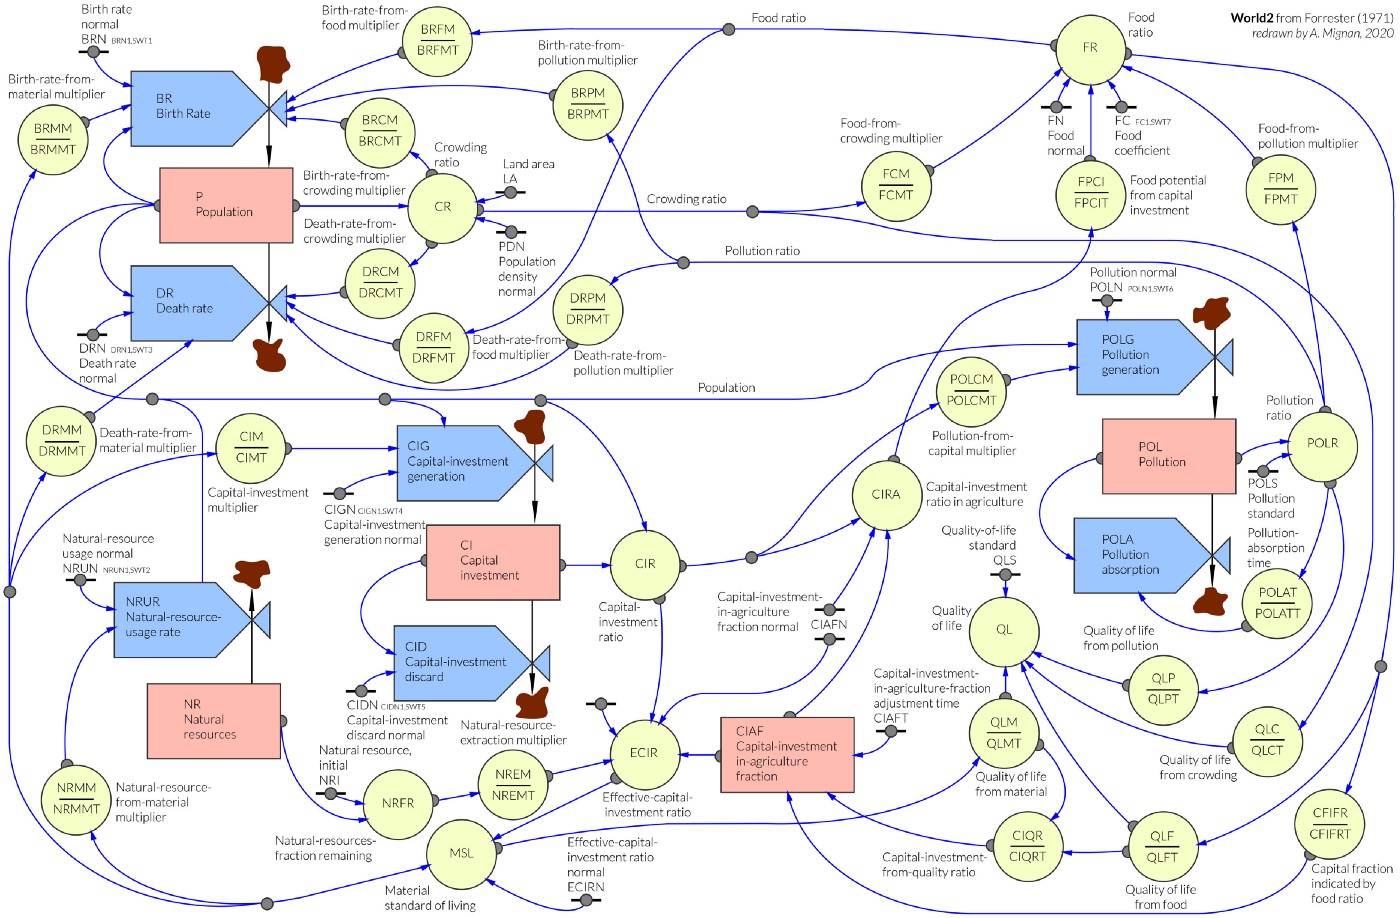 World2 from Forrester (1971)
redrawn by A. Mignan, 2020
Birth rate
normal
BRN BRN1,SWT1
Birth-rate-from-
food multiplier
BRFM
BRFMT
Food ratio
FR
Food
ratio
Birth-rate-from-
material multiplier
BRMM
BRMMT
BR
Birth Rate
Birth-rate-from-
pollution multiplier
BRPM
BRPMT
BRCM
BRCMT
Crowding
ratio
Birth-rate-from-
crowding multiplier
Land area
LA
CR
PDN
Population
density
normal
P
Population
Death-rate-from-
crowding multiplier
DRCM
DRCMT
Crowding ratio
Pollution ratio
Food-from-
crowding multiplier
FCM
FCMT
FN
Food
normal
FC FC1,SWT7
Food
coefficient
FPCI
FPCIT
Food potential
from capital
investment
Food-from-
pollution multiplier
FPM
FPMT
DR
Death rate
DRN DRN1,SWT3
Death rate
normal
DRFM
DRFMT
Death-rate-from-
food multiplier
DRPM
DRPMT
Death-rate-from-
pollution multiplier
Pollution normal
POLN POLN1,SWT6
POLG
Pollution
generation
Population
POLCM
POLCMT
Pollution-from-
capital multiplier
Pollution
ratio
POLR
POL
Pollution
POLS
Pollution
standard
DRMM
DRMMT
Death-rate-from-
material multiplier
CIM
CIMT
Capital-investment
multiplier
CIG
Capital-investment
generation
CIGN CIGN1,SWT4
Capital-investment
generation normal
CIRA
Capital-investment
ratio in agriculture
CI
Capital
investment
CIR
Capital-
investment
ratio
Natural-resource
usage normal
NRUN NRUN1,SWT2
NRUR
Natural-resource-
usage rate
CID
Capital-investment
discard
CIDN CIDN1,SWT5
Capital-investment
discard normal
Capital-investment-
in-agriculture
fraction normal
CIAFN
Quality-of-life
standard
QLS
Quality
of life
QL
POLA
Pollution
absorption
Pollution-
absorption
time
POLAT
POLATT
Quality of life
from pollution
QLP
QLPT
NR
Natural
resources
Natural-resource-
extraction multiplier
Natural resource,
initial
NRI
NRFR
Natural-resources-
fraction remaining
NREM
NREMT
ECIR
Effective-capital-
investment ratio
CIAF
Capital-investment
in-agriculture
fraction
Capital-investment-
in-agriculture-fraction
adjustment time
CIAFT
QLM
QLMT
Quality of life
from material
QLC
QLCT
Quality of life
from crowding
NRMM
NRMMT
Natural-resource-
from-material
multiplier
MSL
Material
standard of living
Effective-capital-
investment ratio
normal
ECIRN
CIQR
CIQRT
Capital-investment-
from-quality ratio
QLF
QLFT
Quality of life
from food
CFIFR
CFIFRT
Capital fraction
indicated by
food ratio